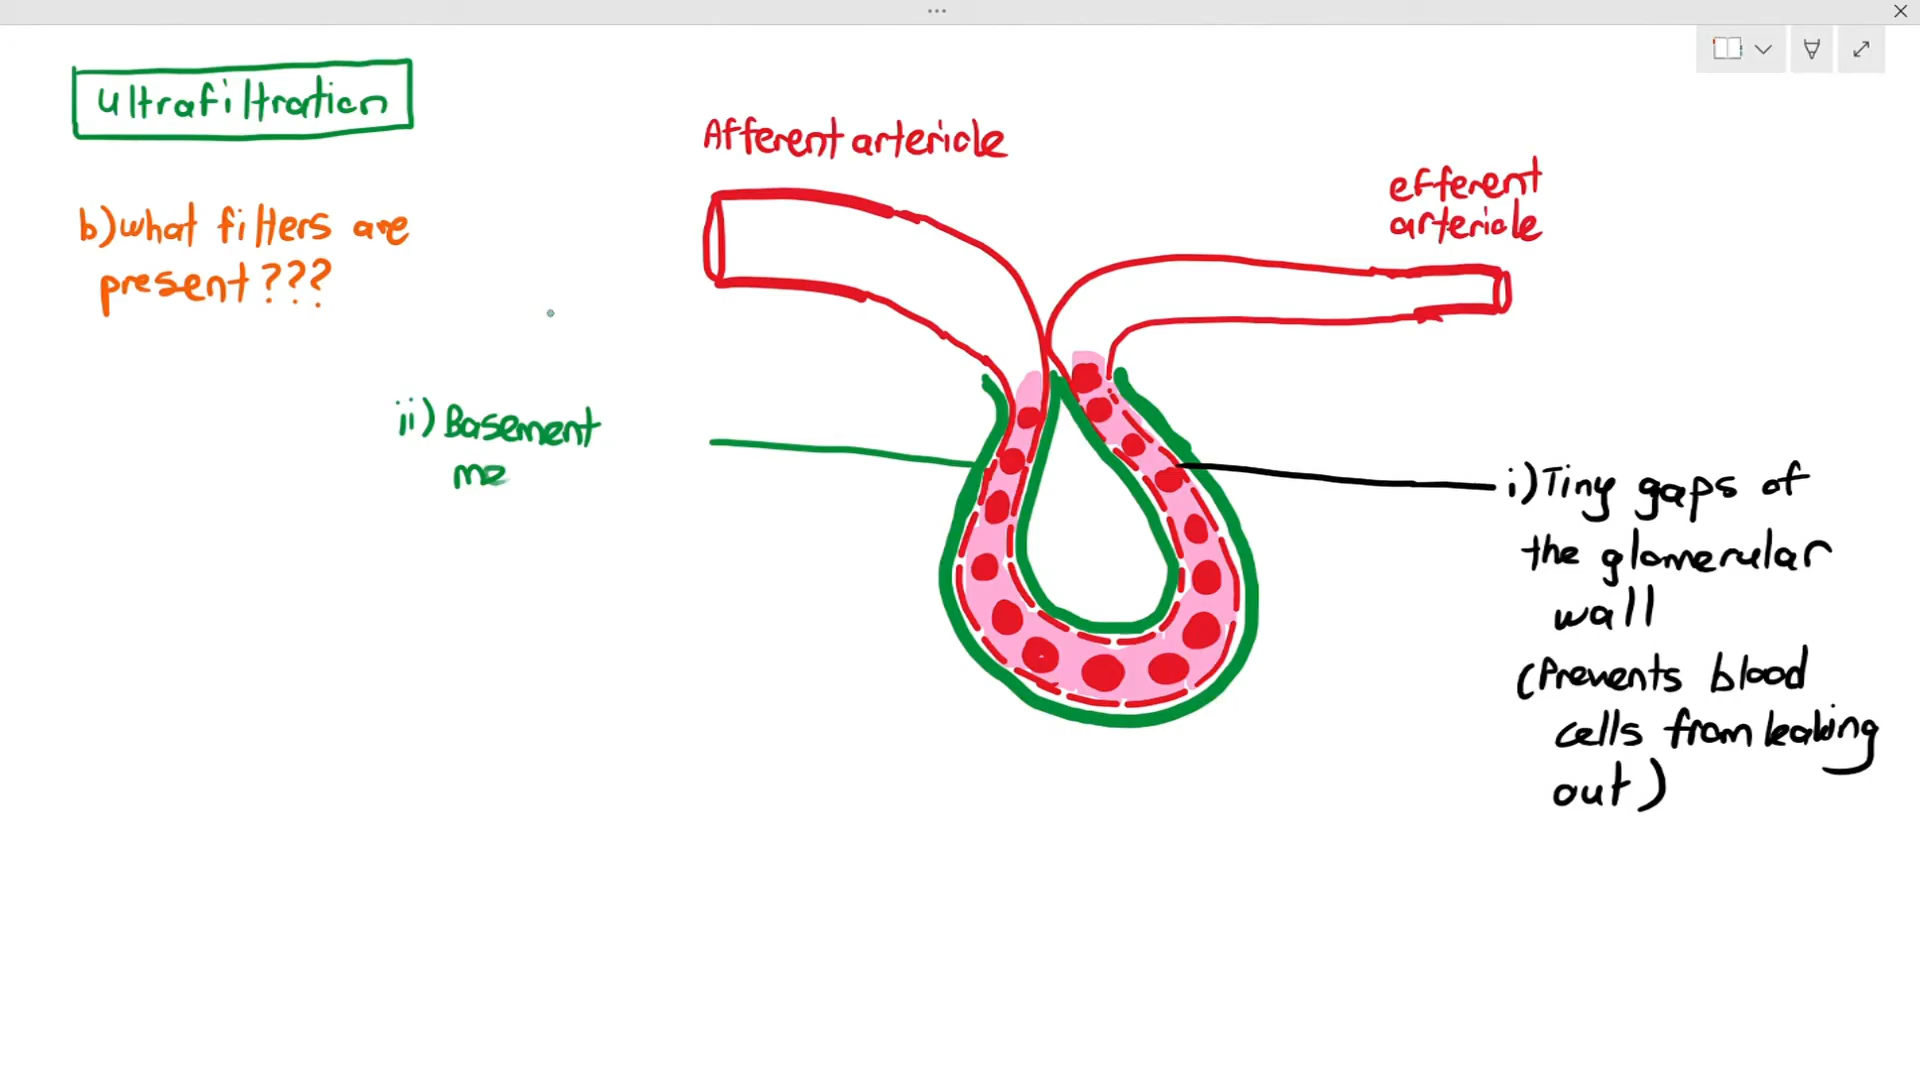 Ultrafiltration
b) what filters are
present???
Afferent arteriole
efferent
arteriole
ii) Basement
me
i) Tiny gaps of
the glomerular
wall
(Prevents blood
cells from leaking
out)